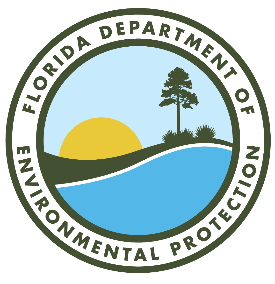 FLORIDA DEPARTMENT OF
ENVIRONMENTAL PROTECTION